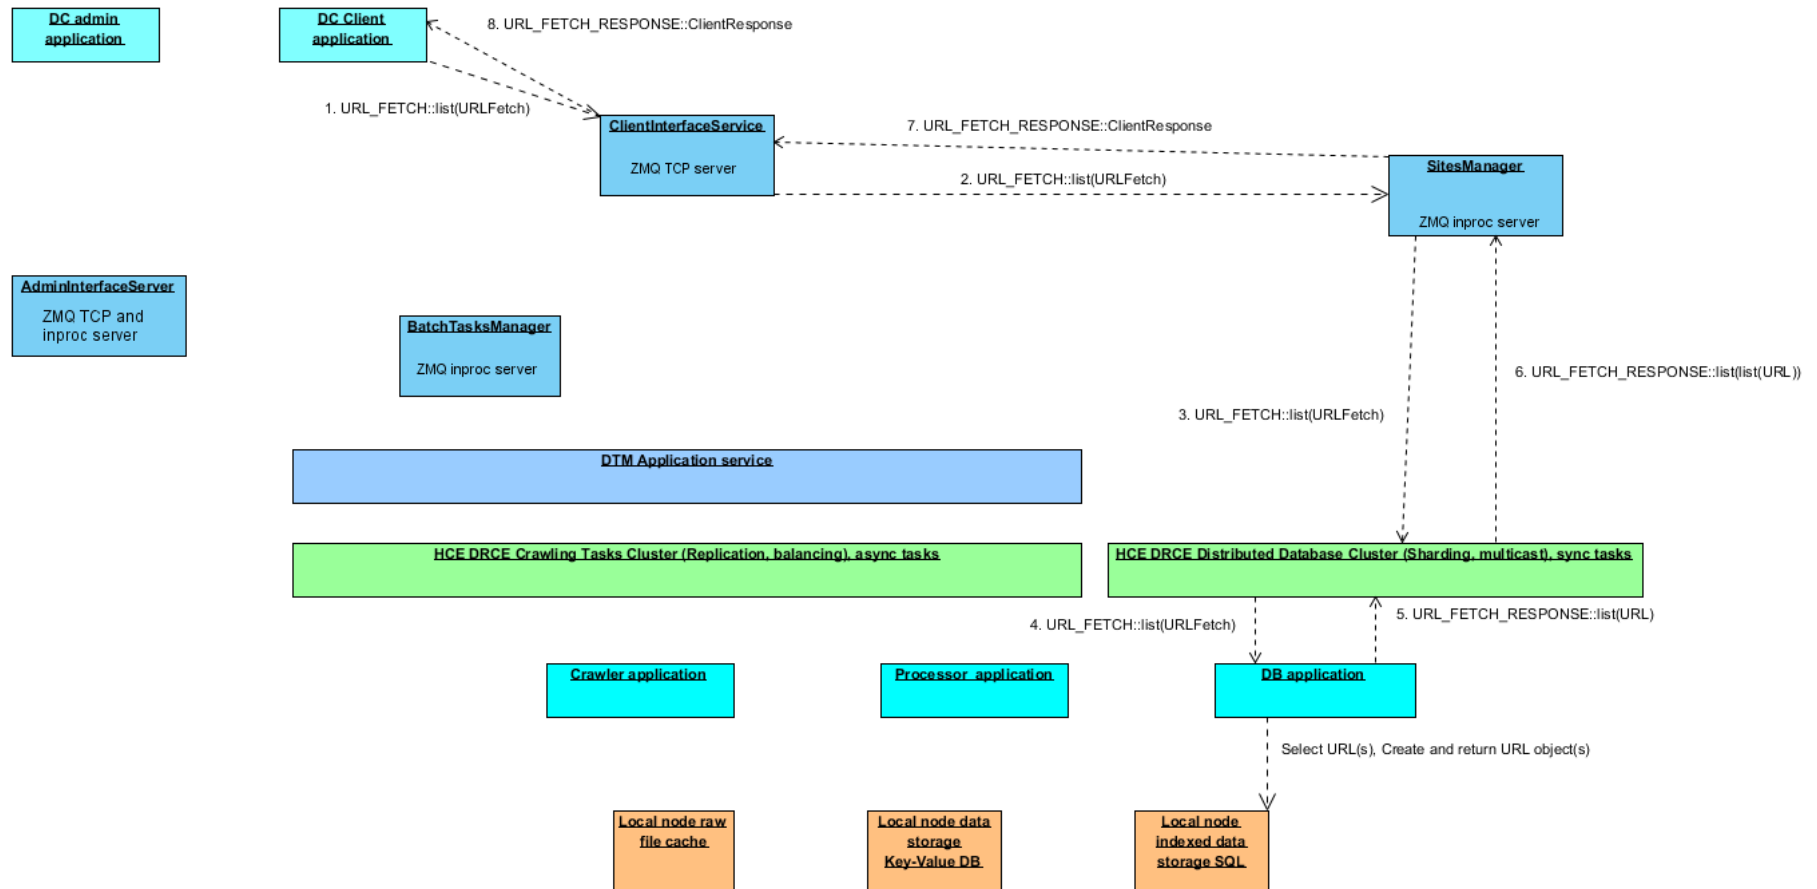 DC admin
application
DC Client
application
8. URL_FETCH_RESPONSE::ClientResponse
1. URL_FETCH::list(URLFetch)
ClientInterfaceService
ZMQ TCP server
7. URL_FETCH_RESPONSE::ClientResponse
2. URL_FETCH::list(URLFetch)
SitesManager
ZMQ inproc server
AdminInterfaceServer
ZMQ TCP and
inproc server
BatchTasksManager
ZMQ inproc server
6. URL_FETCH_RESPONSE::list(list(URL))
3. URL_FETCH::list(URLFetch)
DTM Application service
HCE DRCE Crawling Tasks Cluster (Replication, balancing), async tasks
HCE DRCE Distributed Database Cluster (Sharding, multicast), sync tasks
4. URL_FETCH::list(URLFetch)
5. URL_FETCH_RESPONSE::list(URL)
Crawler application
Processor application
DB application
Select URL(s), Create and return URL object(s)
Local node raw
file cache
Local node data
storage
Key-Value DB
Local node
indexed data
storage SQL